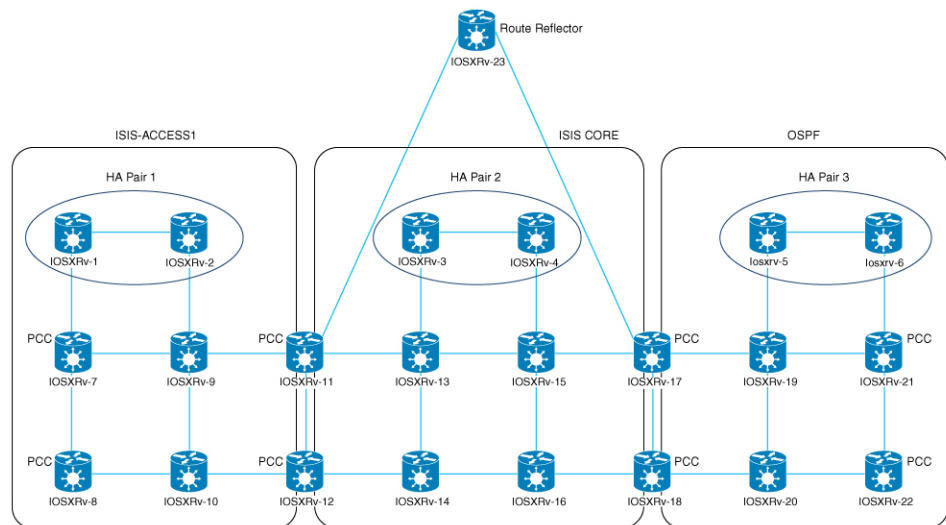 Route Reflector
IOSXRv-23
ISIS-ACCESS1
ISIS CORE
OSPF
HA Pair 1
HA Pair 2
HA Pair 3
IOSXRv-1
IOSXRv-2
IOSXRv-3
IOSXRv-4
Iosxrv-5
Iosxrv-6
PCC
PCC
PCC
PCC
IOSXRv-7
IOSXRv-9
IOSXRv-11
IOSXRv-13
IOSXRv-15
IOSXRv-17
IOSXRv-19
IOSXRv-21
PCC
PCC
PCC
PCC
IOSXRv-8
IOSXRv-10
IOSXRv-12
IOSXRv-14
IOSXRv-16
IOSXRv-18
IOSXRv-20
IOSXRv-22